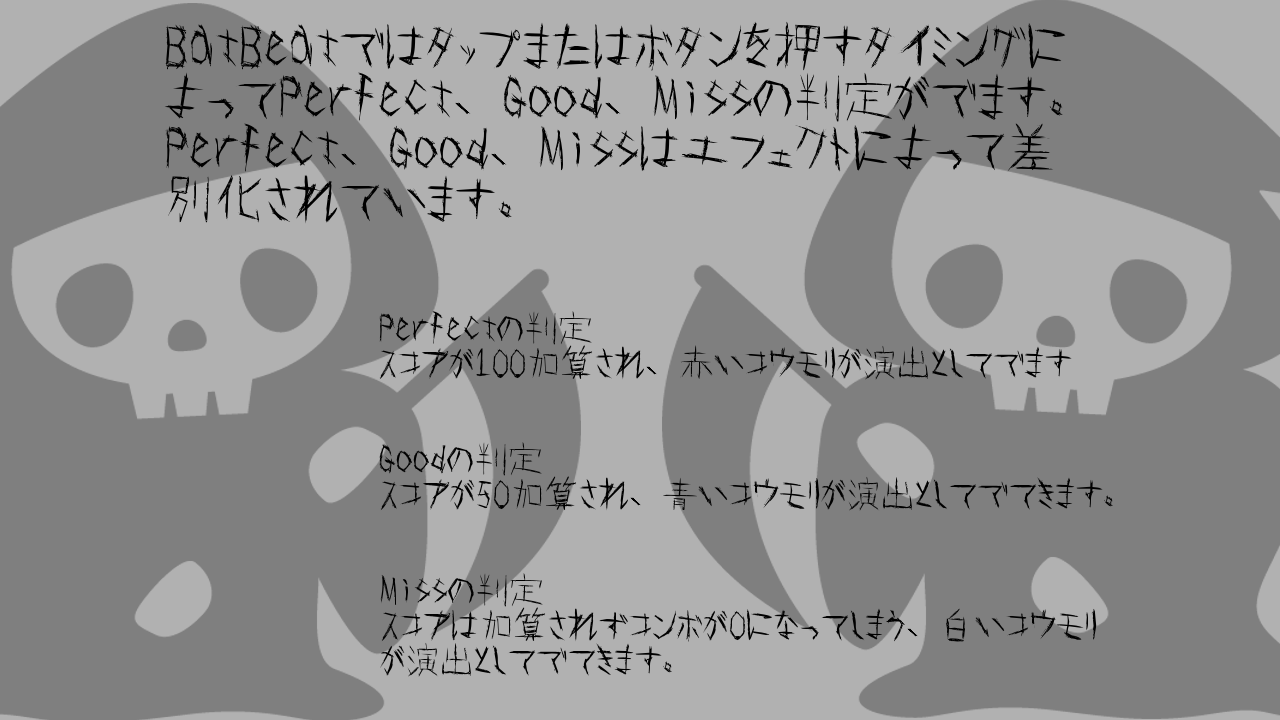 BatBeatではタップまたはボタンを押すタイミングに
よってPerfect、Good、Missの判定がでます。
Perfect、Good、Missはエフェクトによって差
別化されています。
Perfectの判定
スコアが100加算され、赤いコウモリが演出としてでます
Goodの判定
スコアが50加算され、青いコウモリが演出としてでてきます。
Missの判定
スコアは加算されずコンボが0になってしまう、白いコウモリ
が演出としてでてきます。